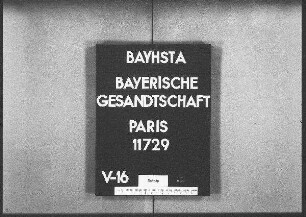 BAYHSTA
BAYERISCHE
GESANDTSCHAFT
PARIS
11729
V-16